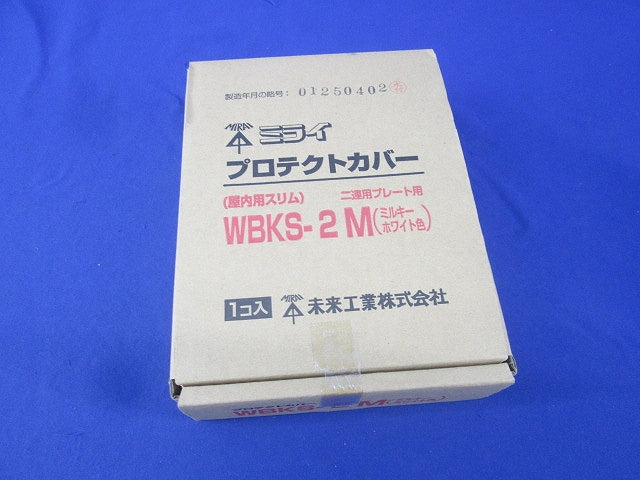 製造年月の略号：01250402
MIRAI ミライ
プロテクトカバー
(屋内用スリム) 二連用プレート用
WBKS-2M(ミルキーホワイト色)
1コ入 MIRAI 未来工業株式会社
WBKS-2M